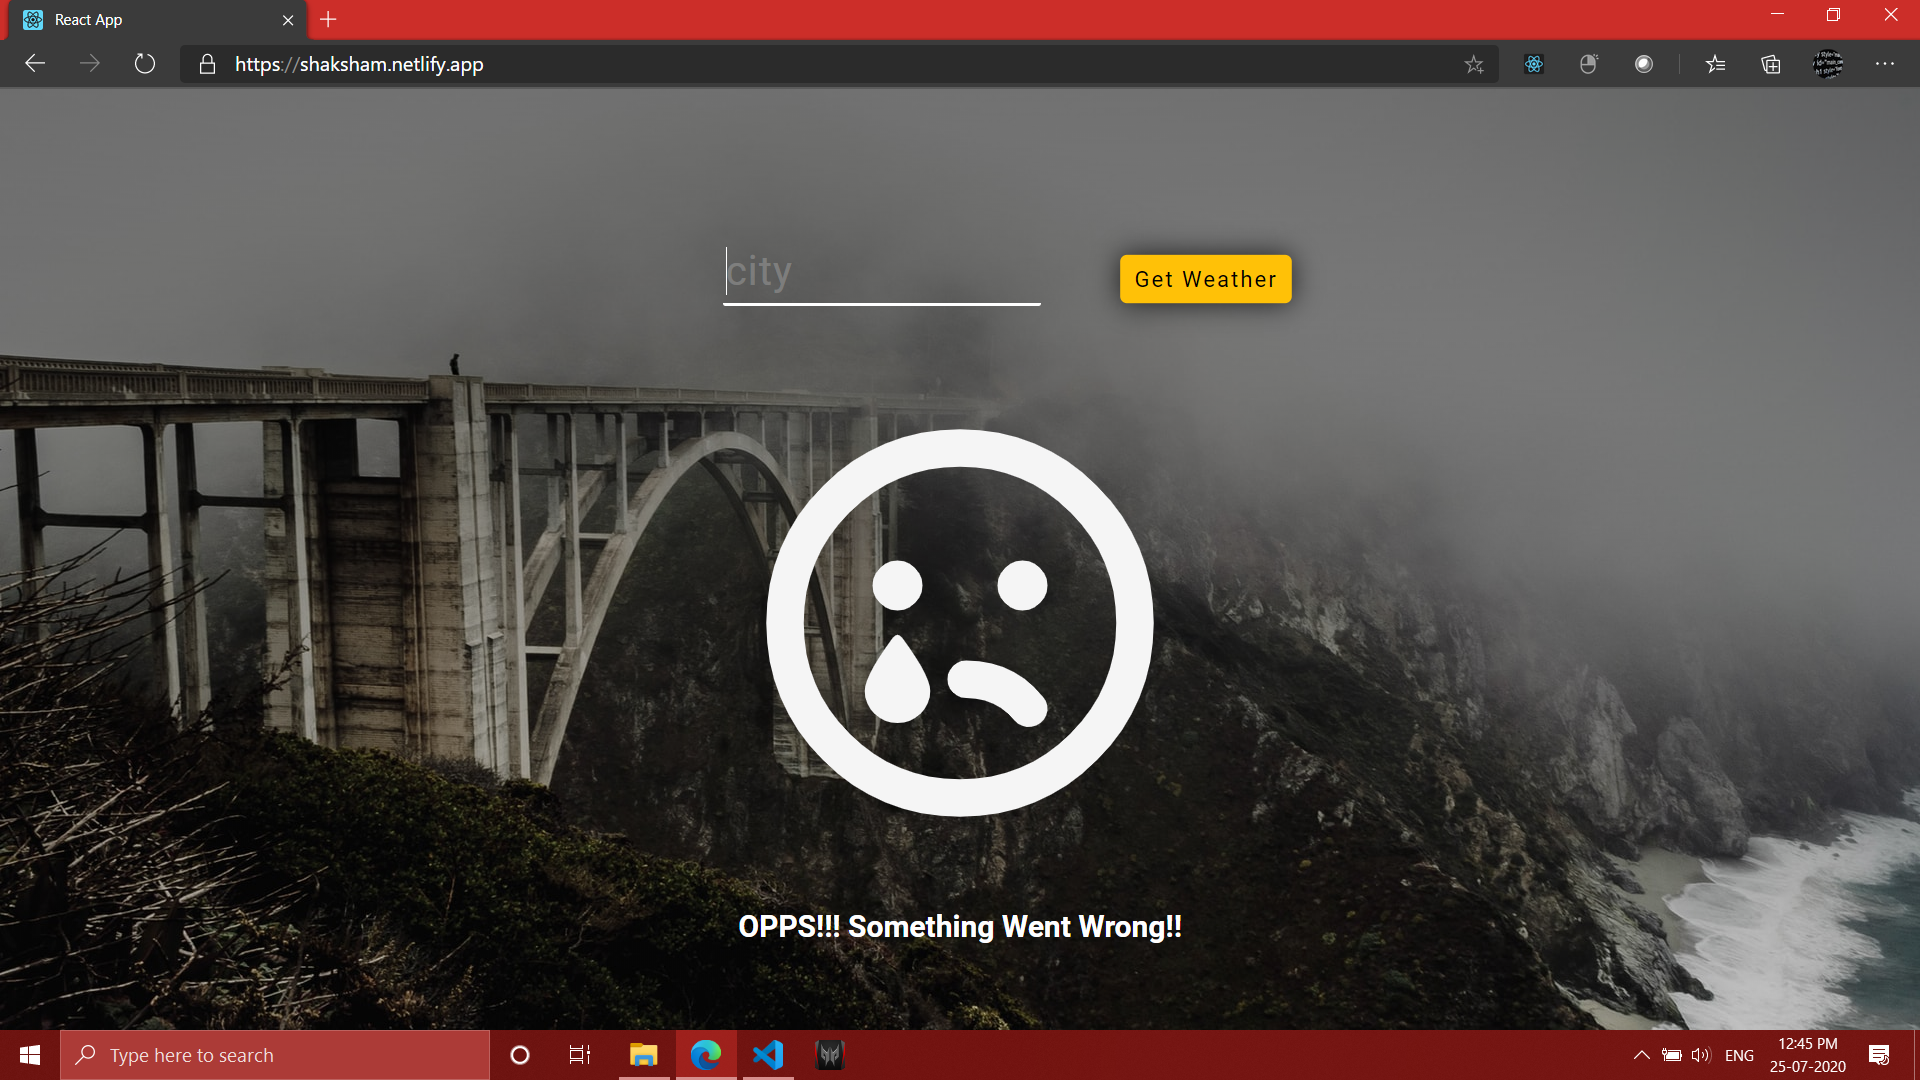 React App
https://shaksham.netlify.app
city
Get Weather
OPPS!!! Something Went Wrong!!
Type here to search
ENG
12:45 PM
25-07-2020